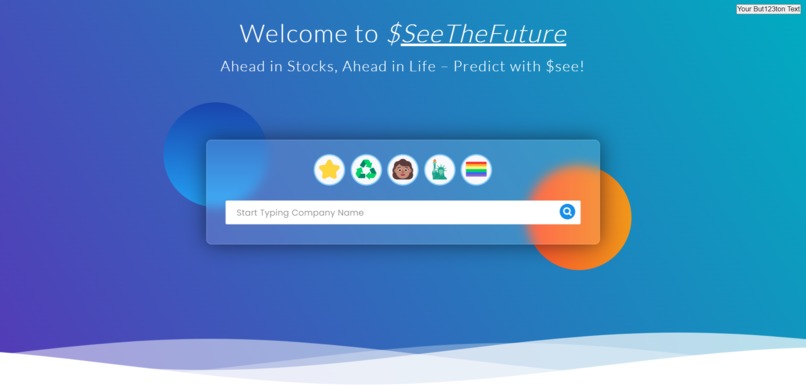 Your But123ton Text
Welcome to $SeeTheFuture
Ahead in Stocks, Ahead in Life – Predict with $see!
Start Typing Company Name